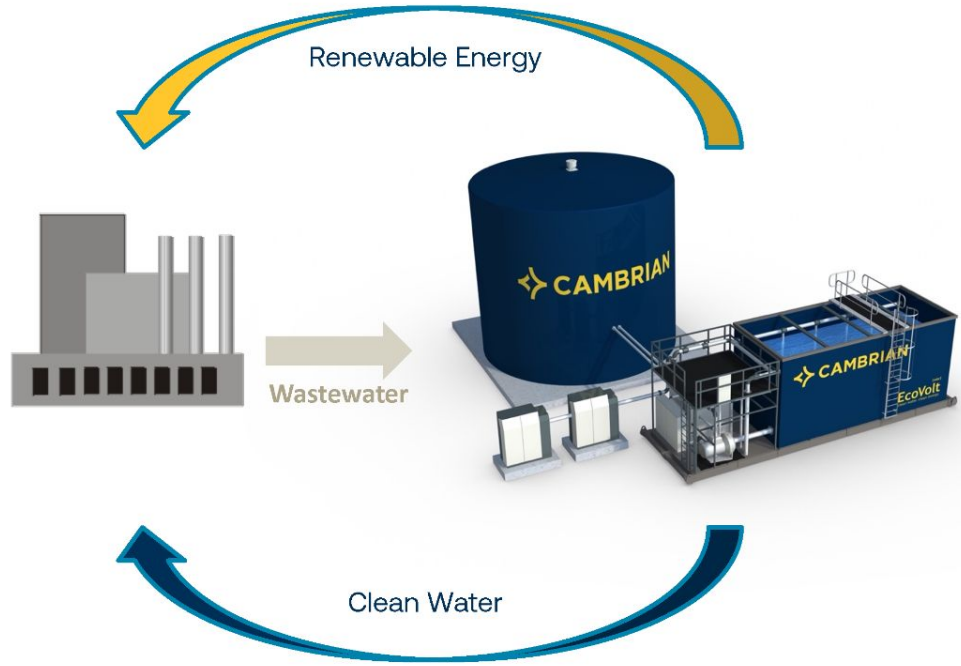 Renewable Energy
CAMBRIAN
Wastewater
CAMBRIAN
EcoVolt
Clean Water